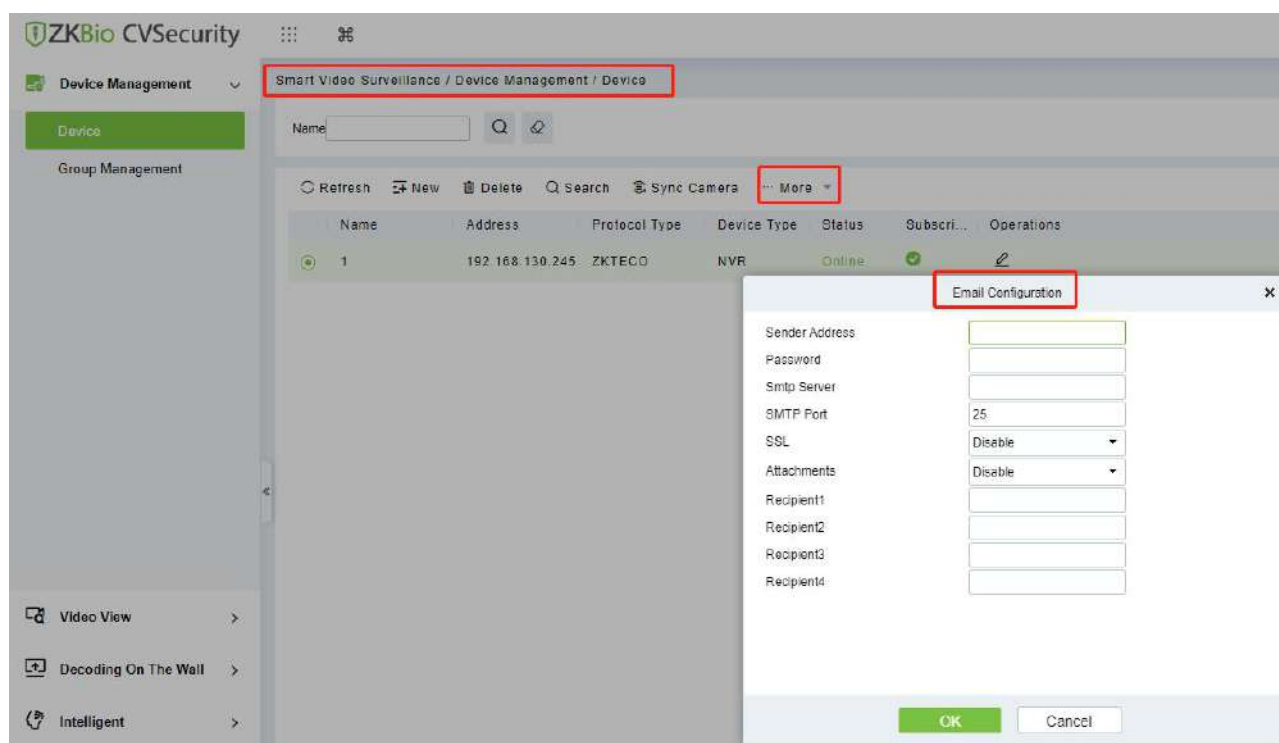 ZKBio CVSecurity
Device Management
Device
Group Management
Video View
Decoding On The Wall
Intelligent
Smart Video Surveillance / Device Management / Device
Name
Refresh New Delete Search Sync Camera ··· More
Name Address Protocol Type Device Type Status Subscri... Operations
1 192.168.130.245 ZKTECO NVR Online
Email Configuration
Sender Address
Password
Smtp Server
SMTP Port 25
SSL Disable
Attachments Disable
Recipient1
Recipient2
Recipient3
Recipient4
OK Cancel